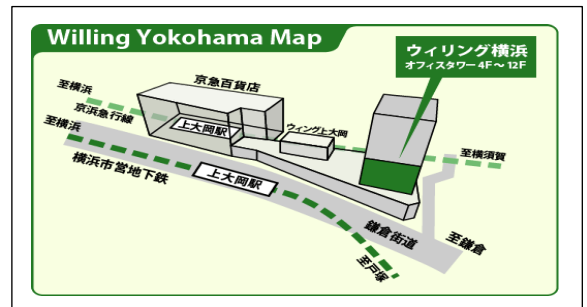 Willing Yokohama Map
ウィリング横浜
オフィスタワー 4F～12F
京急百貨店
至横浜
京浜急行線
上大岡駅
ウィング上大岡
至横浜
至横須賀
横浜市営地下鉄
上大岡駅
鎌倉街道
至鎌倉
至戸塚